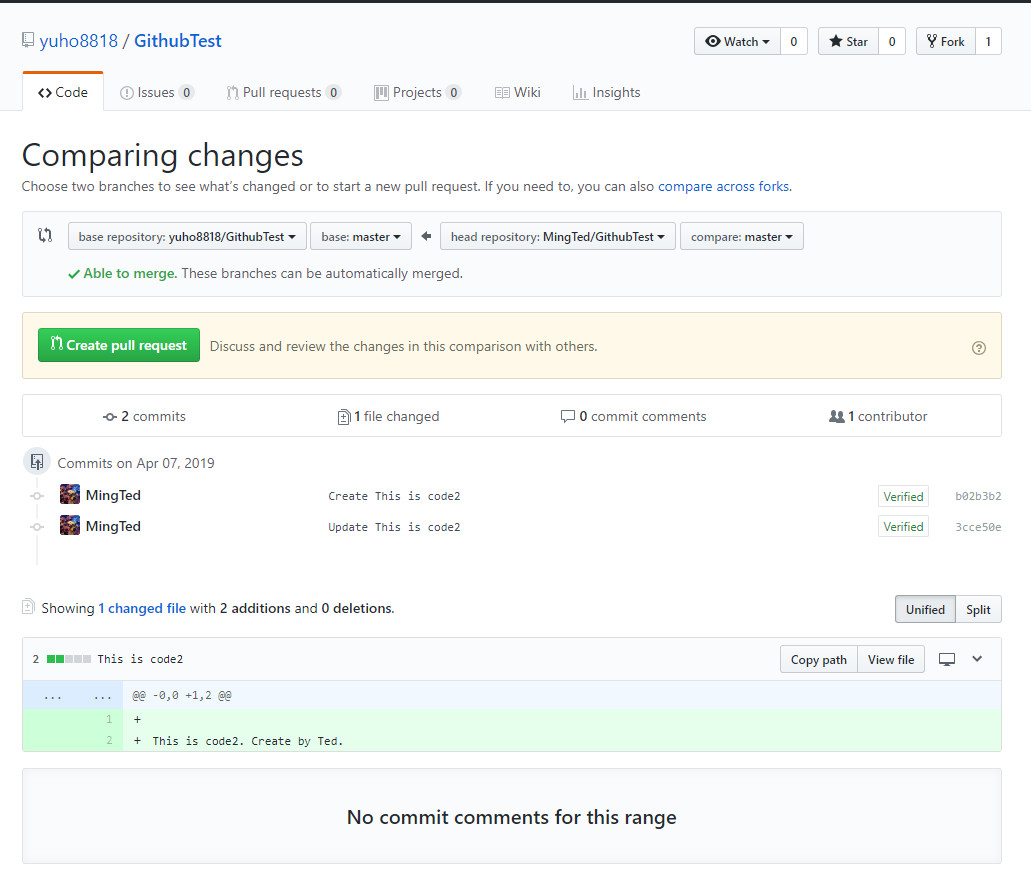 yuho8818 / GithubTest
Watch 0 Star 0 Fork 1
Code Issues 0 Pull requests 0 Projects 0 Wiki Insights
Comparing changes
Choose two branches to see what's changed or to start a new pull request. If you need to, you can also compare across forks.
base repository: yuho8818/GithubTest base: master head repository: MingTed/GithubTest compare: master
Able to merge. These branches can be automatically merged.
Create pull request Discuss and review the changes in this comparison with others.
2 commits 1 file changed 0 commit comments 1 contributor
Commits on Apr 07, 2019
MingTed Create This is code2 Verified b02b3b2
MingTed Update This is code2 Verified 3cce50e
Showing 1 changed file with 2 additions and 0 deletions. Unified Split
2 This is code2 Copy path View file
... ... @@ -0,0 +1,2 @@
1 +
2 + This is code2. Create by Ted.
No commit comments for this range